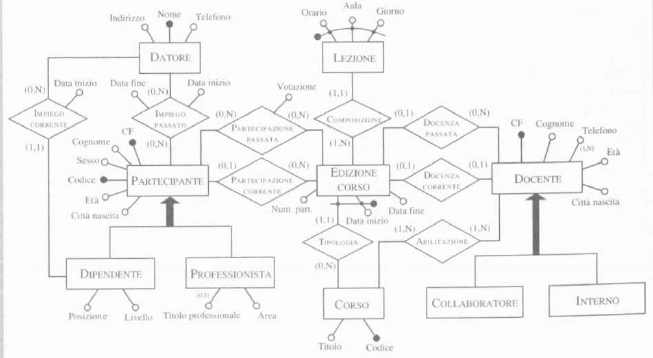 Indirizzo Nome Telefono
DATORE
Orario Aula Giorno
LEZIONE
(0,N) Data inizio
IMPIEGO CORRENTE
(1,1)
Data fine (0,N) Data inizio
IMPIEGO PASSATO
(0,N)
Votazione
(0,N) PARTECIPAZIONE PASSATA (0,N)
(1,1)
COMPOSIZIONE
(1,N)
(0,1) DOCENZA PASSATA (0,N)
CF
Cognome
Sesso
Codice
Età
Città nascita
PARTECIPANTE
(0,1) PARTECIPAZIONE CORRENTE (0,N)
EDIZIONE CORSO
Num. part.
Data inizio
Data fine
(0,1) DOCENZA CORRENTE (0,1)
DOCENTE
CF
Cognome
Telefono
(1,N)
Età
Città nascita
(1,1)
TIPOLOGIA
(0,N)
(1,N) ABILITAZIONE (1,N)
DIPENDENTE
Posizione Livello
PROFESSIONISTA
Titolo professionale Area
CORSO
Titolo Codice
COLLABORATORE
INTERNO